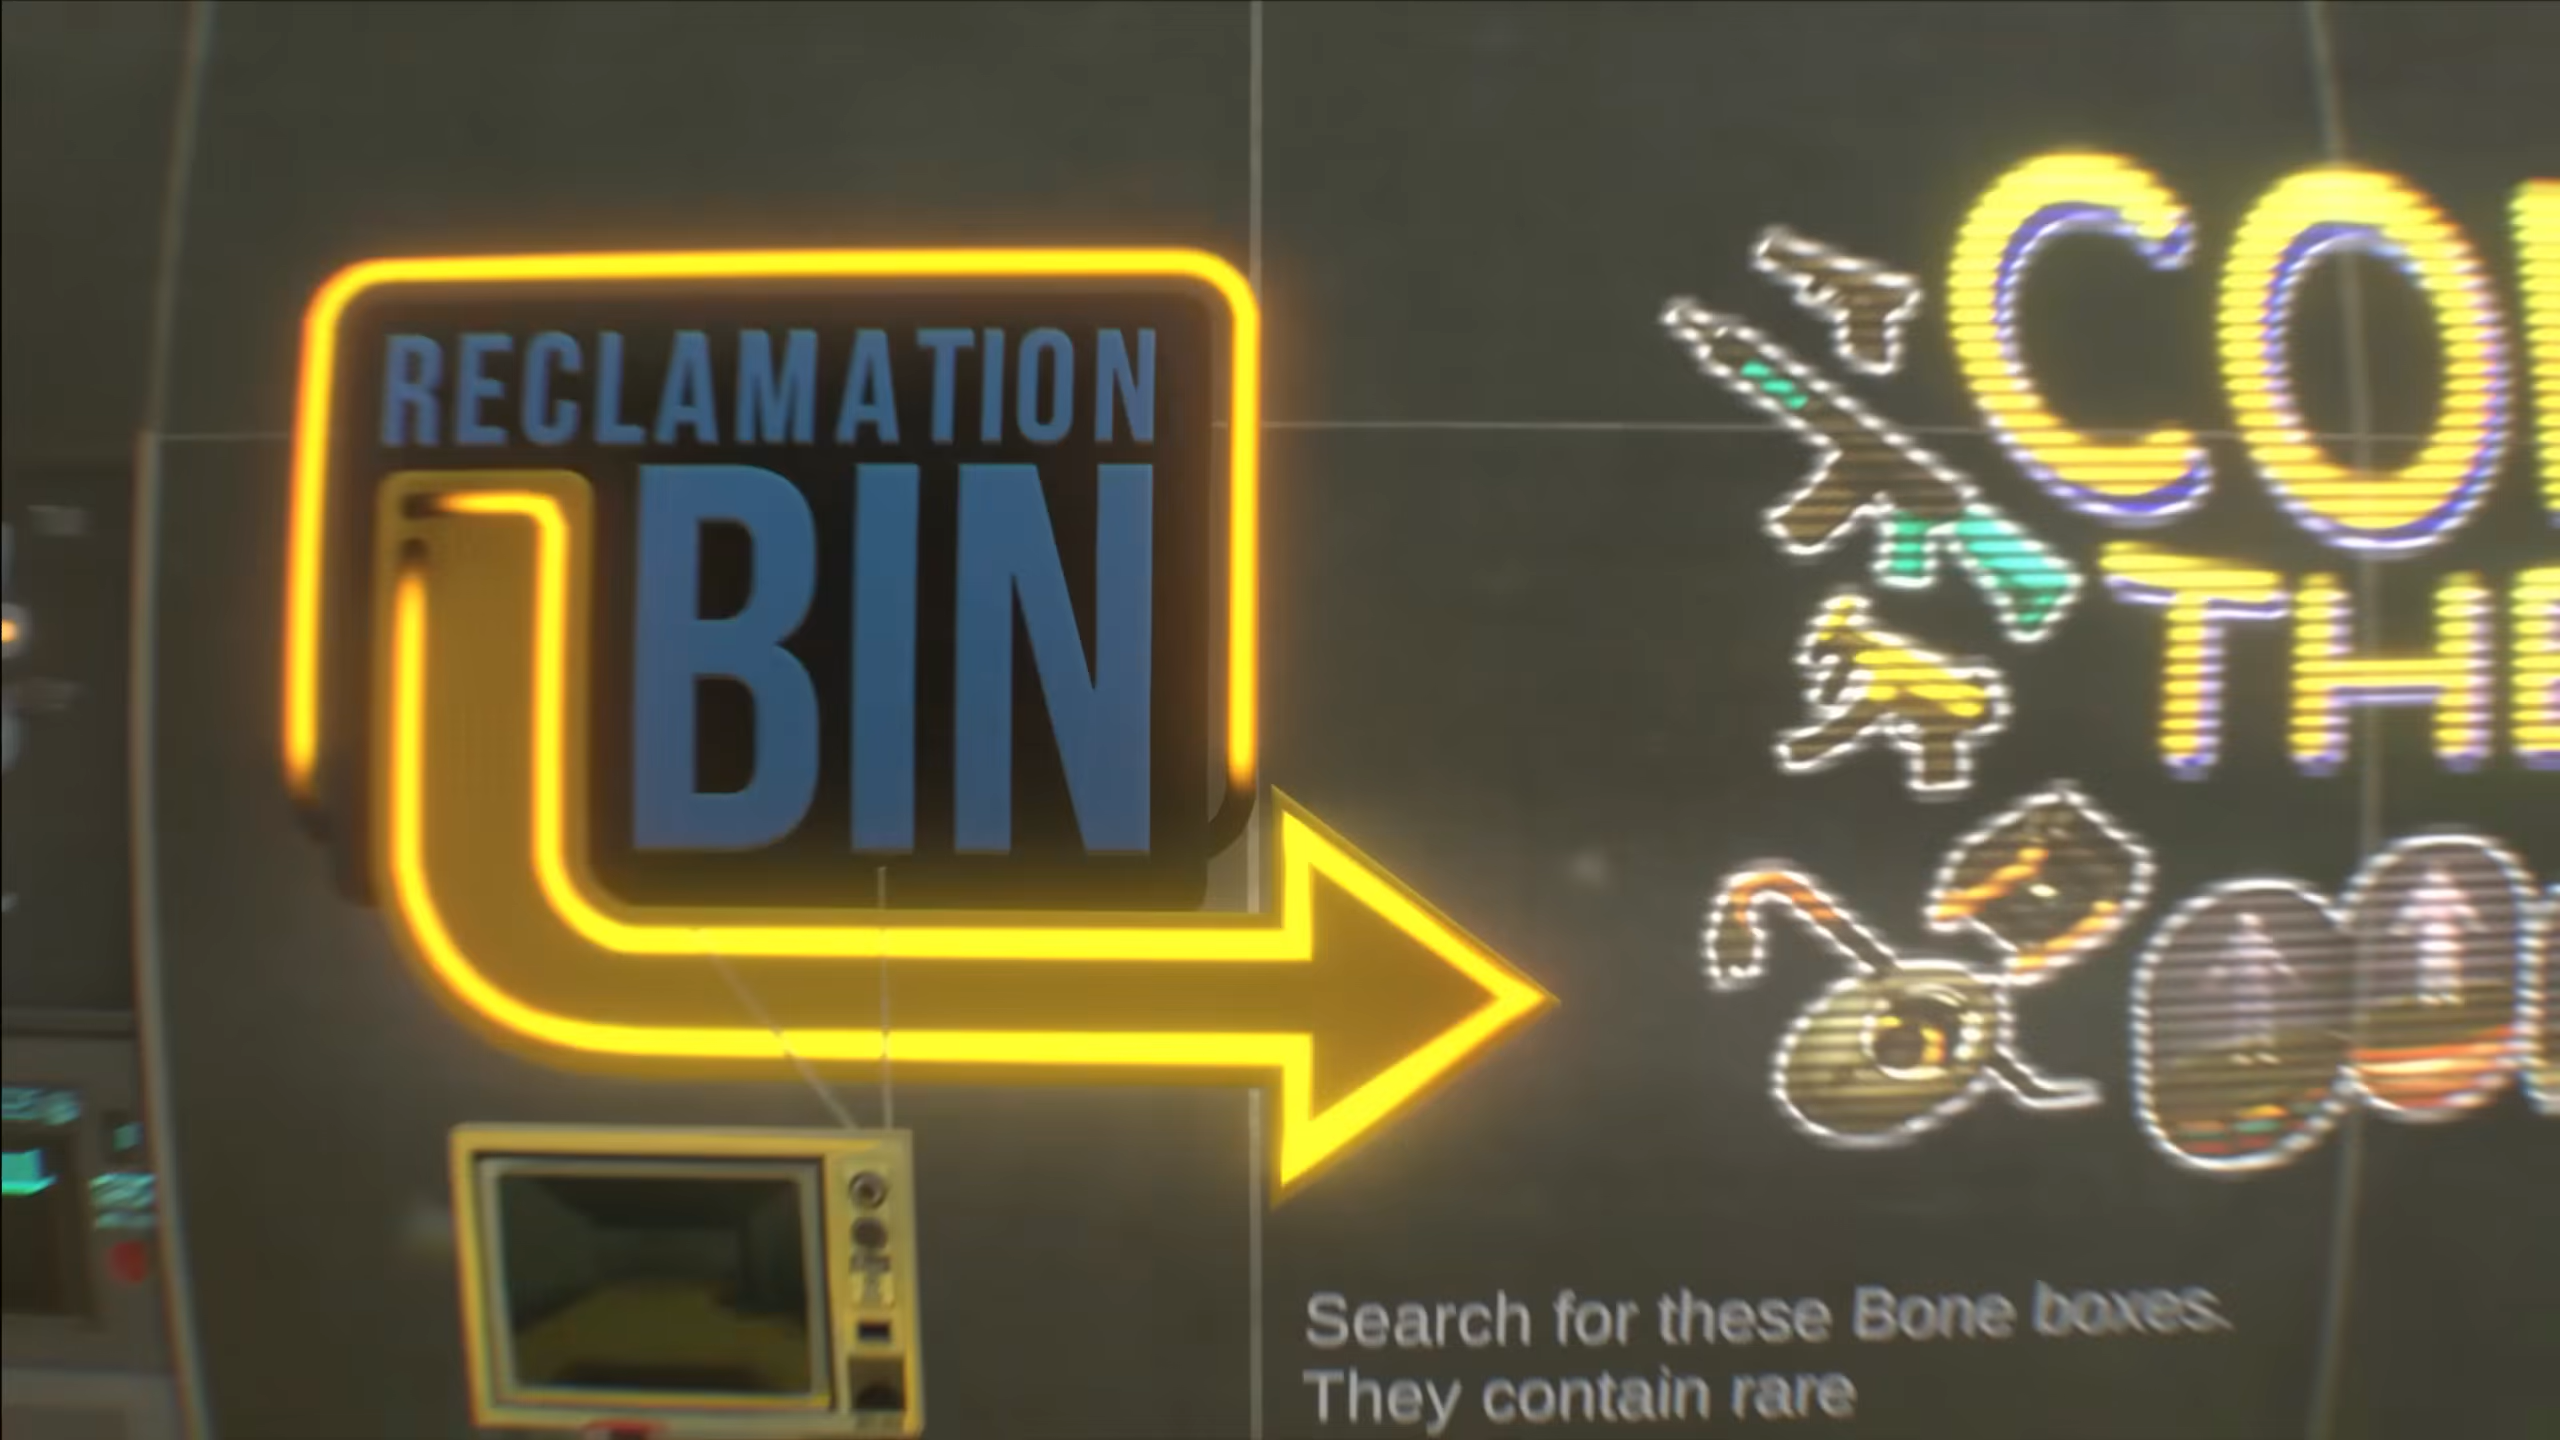 RECLAMATION
BIN
Search for these Bone boxes.
They contain rare